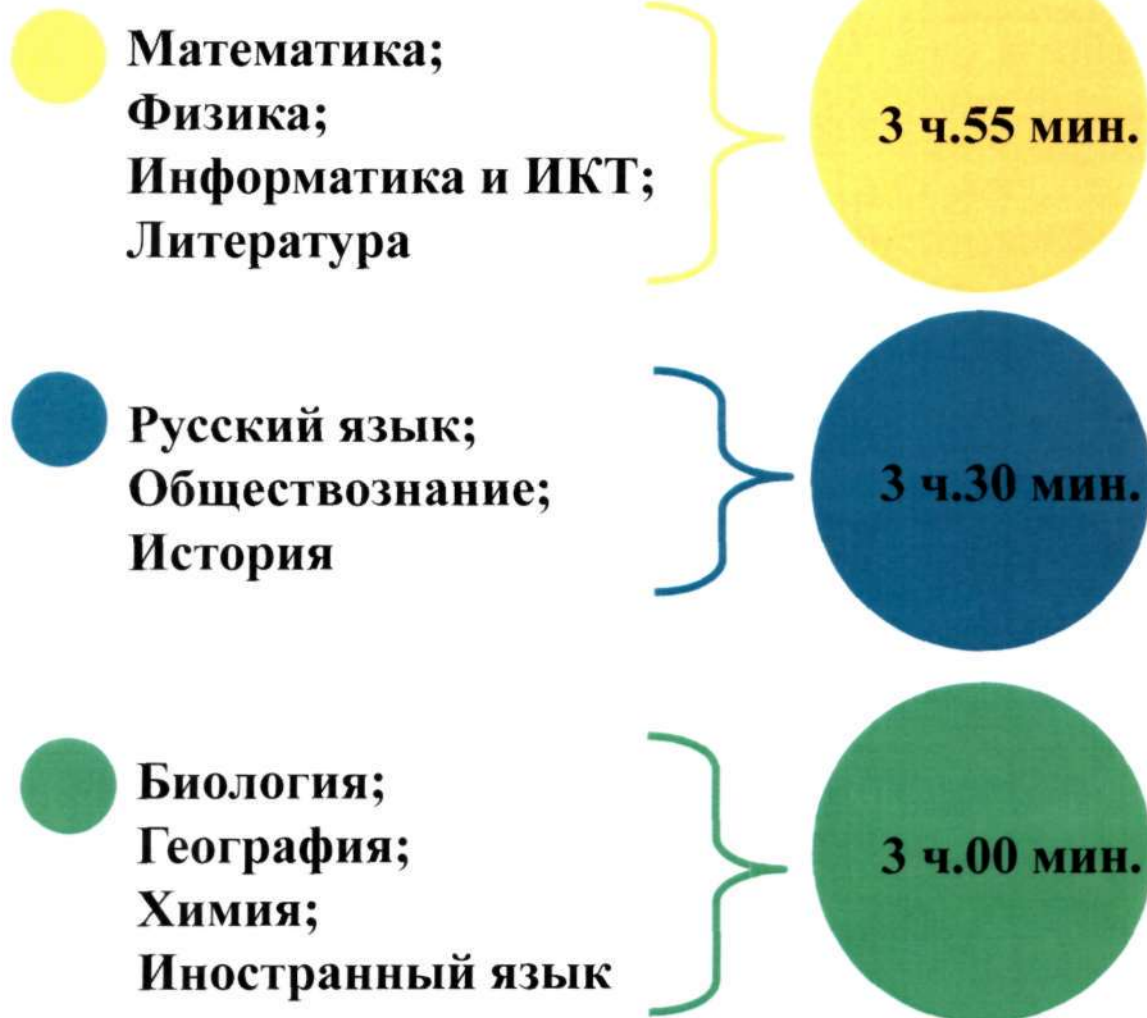 Математика;
Физика;
Информатика и ИКТ;
Литература
3 ч.55 мин.
Русский язык;
Обществознание;
История
3 ч.30 мин.
Биология;
География;
Химия;
Иностранный язык
3 ч.00 мин.